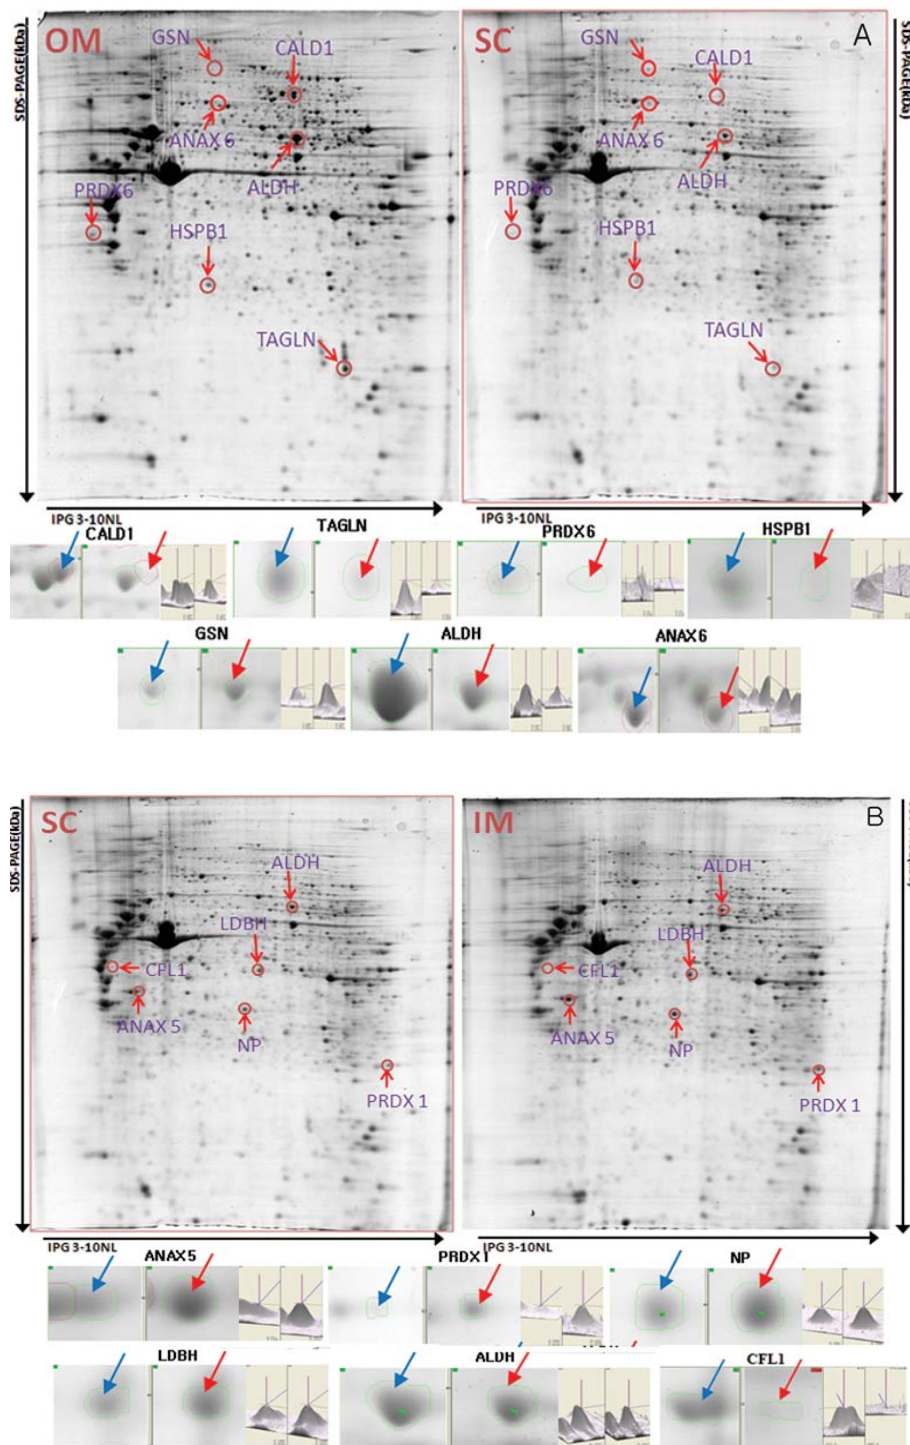 OM
GSN
CALD1
ANAX 6
ALDH
PRDX6
HSPB1
TAGLN
SDS-PAGE(kDa)
IPG 3-10NL
SC
A
GSN
CALD1
ANAX 6
ALDH
PRDX6
HSPB1
TAGLN
SDS-PAGE(kDa)
IPG 3-10NL
CALD1
TAGLN
PRDX6
HSPB1
GSN
ALDH
ANAX6
SC
ALDH
LDBH
CFL1
ANAX 5
NP
PRDX 1
SDS-PAGE(kDa)
IPG 3-10NL
IM
B
ALDH
LDBH
CFL1
ANAX 5
NP
PRDX 1
IPG 3-10NL
ANAX5
PRDX1
NP
LDBH
ALDH
CFL1